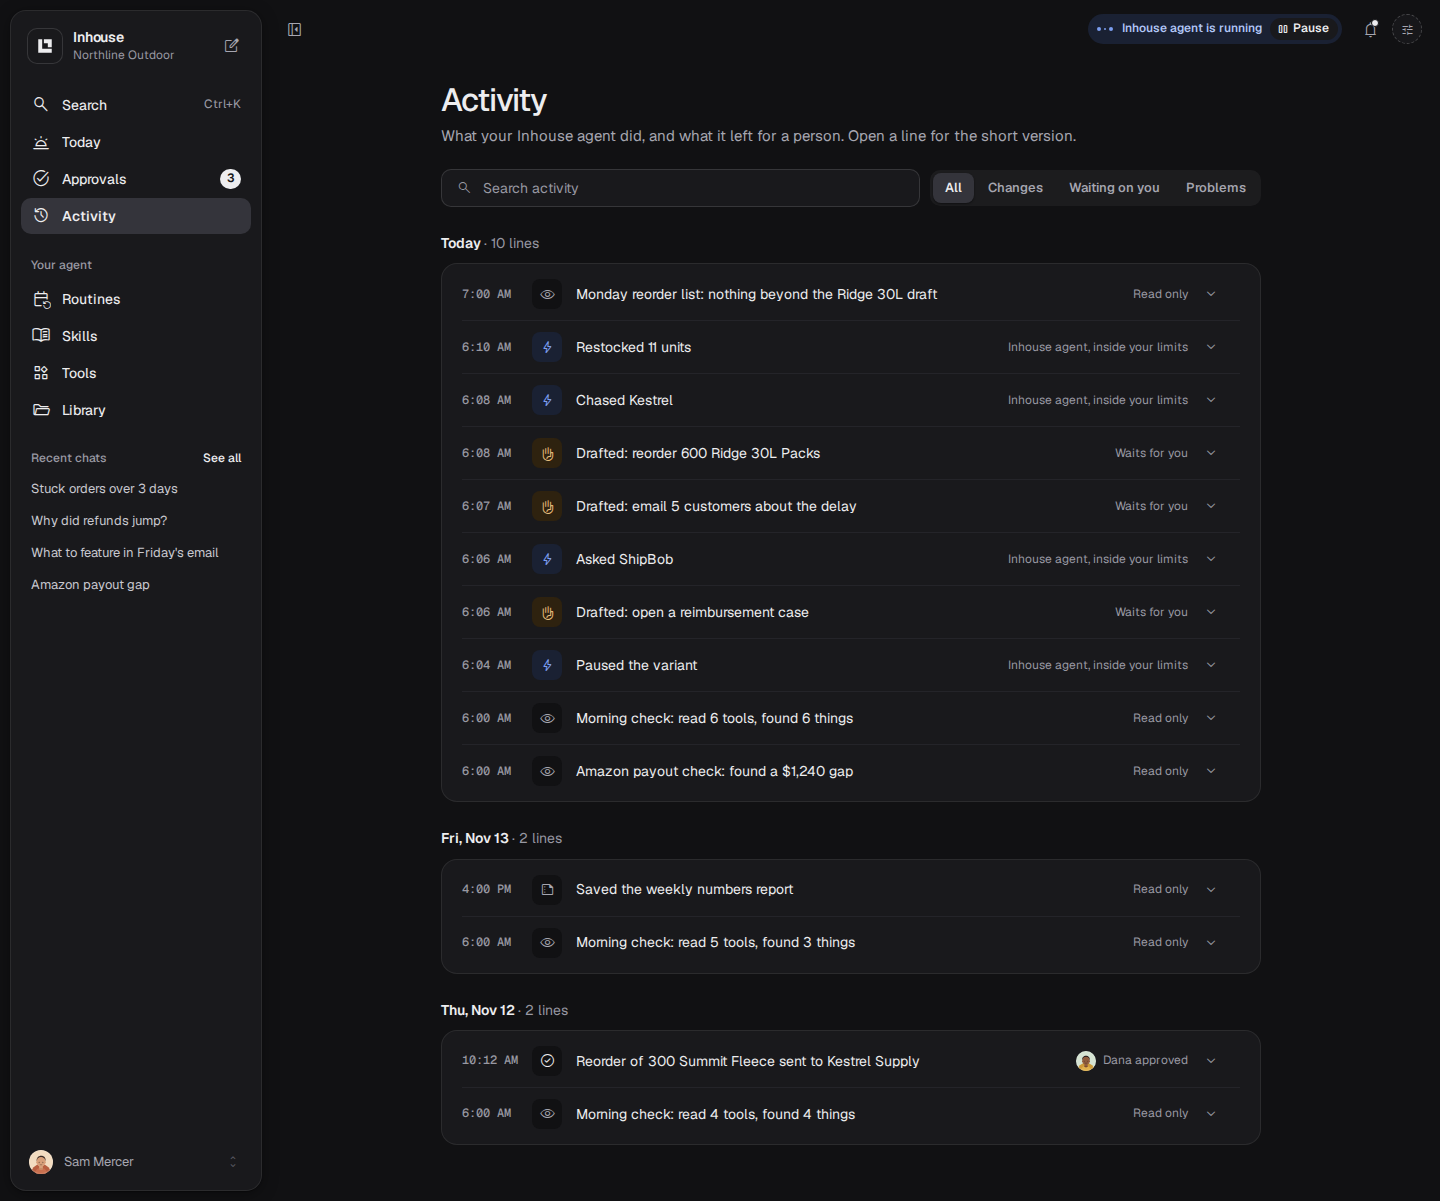 Inhouse
Northline Outdoor
Search Ctrl+K
Today
Approvals 3
Activity
Your agent
Routines
Skills
Tools
Library
Recent chats See all
Stuck orders over 3 days
Why did refunds jump?
What to feature in Friday's email
Amazon payout gap
Sam Mercer
Inhouse agent is running Pause
Activity
What your Inhouse agent did, and what it left for a person. Open a line for the short version.
Search activity All Changes Waiting on you Problems
Today · 10 lines
7:00 AM Monday reorder list: nothing beyond the Ridge 30L draft Read only
6:10 AM Restocked 11 units Inhouse agent, inside your limits
6:08 AM Chased Kestrel Inhouse agent, inside your limits
6:08 AM Drafted: reorder 600 Ridge 30L Packs Waits for you
6:07 AM Drafted: email 5 customers about the delay Waits for you
6:06 AM Asked ShipBob Inhouse agent, inside your limits
6:06 AM Drafted: open a reimbursement case Waits for you
6:04 AM Paused the variant Inhouse agent, inside your limits
6:00 AM Morning check: read 6 tools, found 6 things Read only
6:00 AM Amazon payout check: found a $1,240 gap Read only
Fri, Nov 13 · 2 lines
4:00 PM Saved the weekly numbers report Read only
6:00 AM Morning check: read 5 tools, found 3 things Read only
Thu, Nov 12 · 2 lines
10:12 AM Reorder of 300 Summit Fleece sent to Kestrel Supply Dana approved
6:00 AM Morning check: read 4 tools, found 4 things Read only